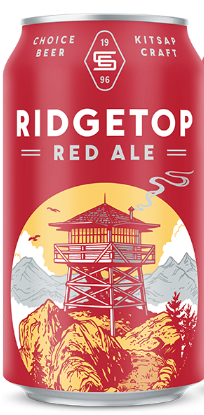 CHOICE BEER
19
S
96
KITSAP CRAFT
RIDGETOP
RED ALE